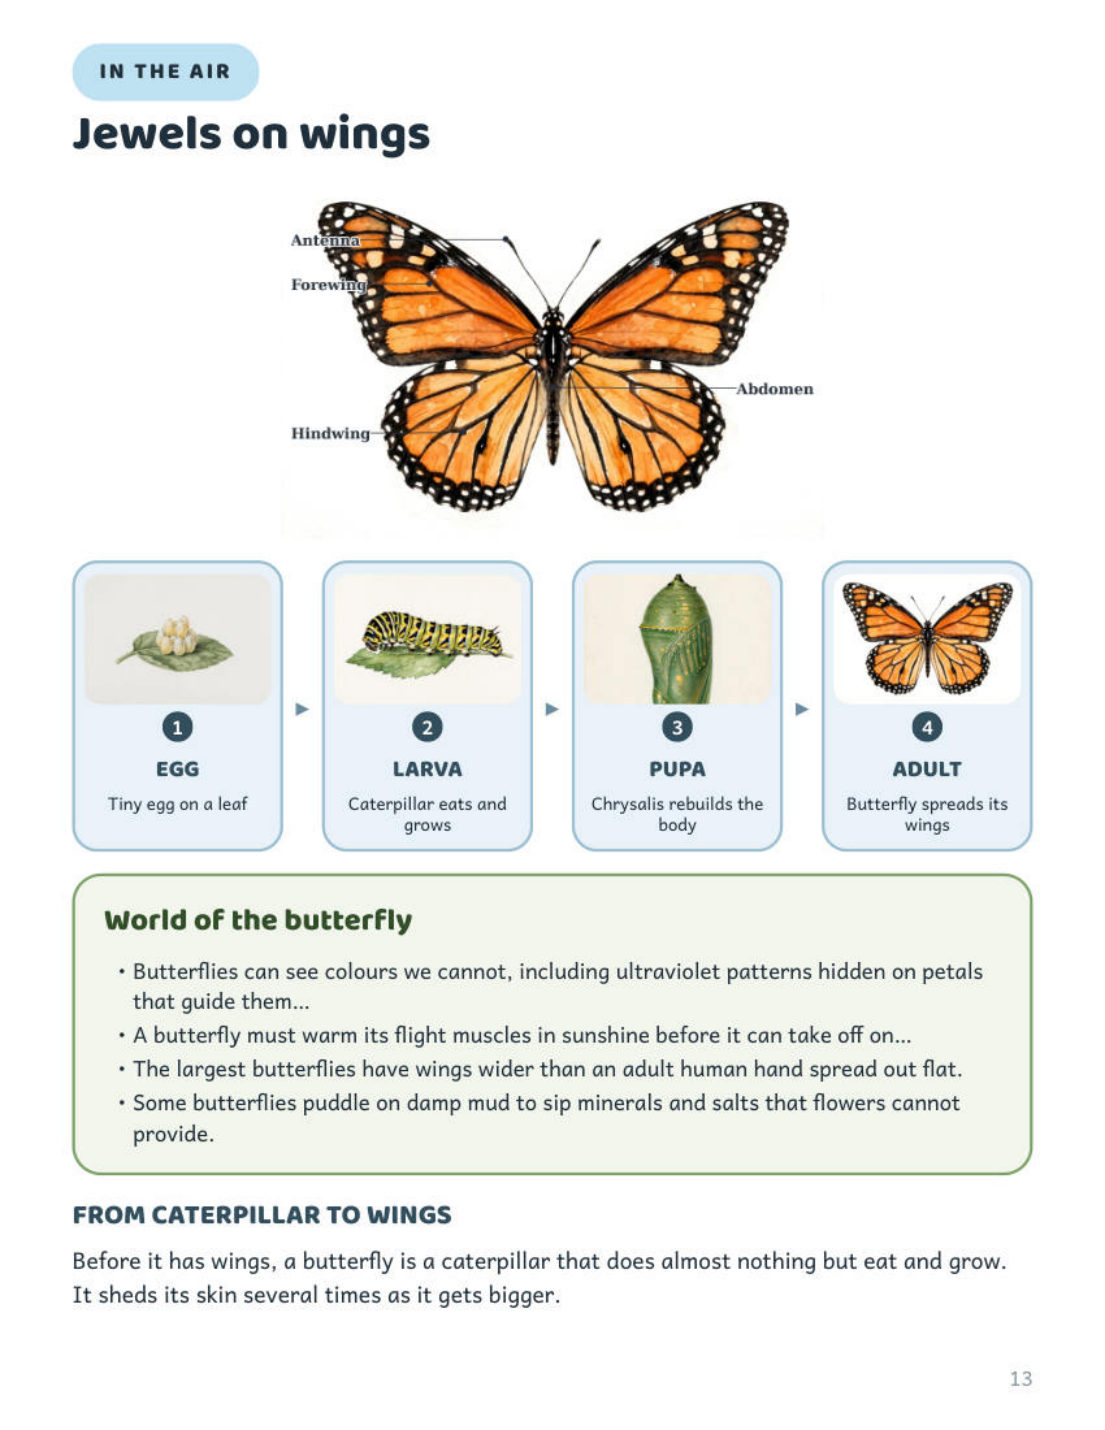 IN THE AIR
Jewels on wings
Antenna
Forewing
Abdomen
Hindwing
1
EGG
Tiny egg on a leaf
2
LARVA
Caterpillar eats and
grows
3
PUPA
Chrysalis rebuilds the
body
4
ADULT
Butterfly spreads its
wings
World of the butterfly
• Butterflies can see colours we cannot, including ultraviolet patterns hidden on petals
that guide them...
• A butterfly must warm its flight muscles in sunshine before it can take off on...
• The largest butterflies have wings wider than an adult human hand spread out flat.
• Some butterflies puddle on damp mud to sip minerals and salts that flowers cannot
provide.
FROM CATERPILLAR TO WINGS
Before it has wings, a butterfly is a caterpillar that does almost nothing but eat and grow.
It sheds its skin several times as it gets bigger.
13